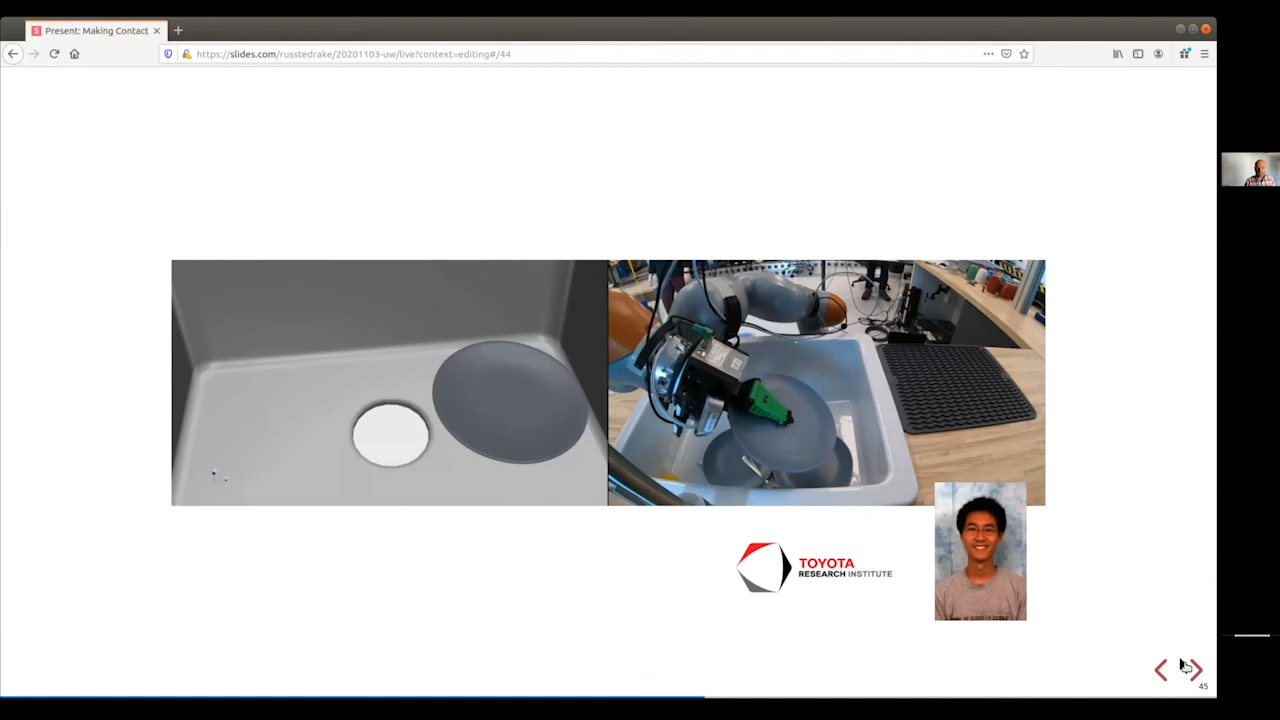 Present: Making Contact
https://slides.com/russtedrake/20201103-uw/live?context=editing#/44
TOYOTA
RESEARCH INSTITUTE
45